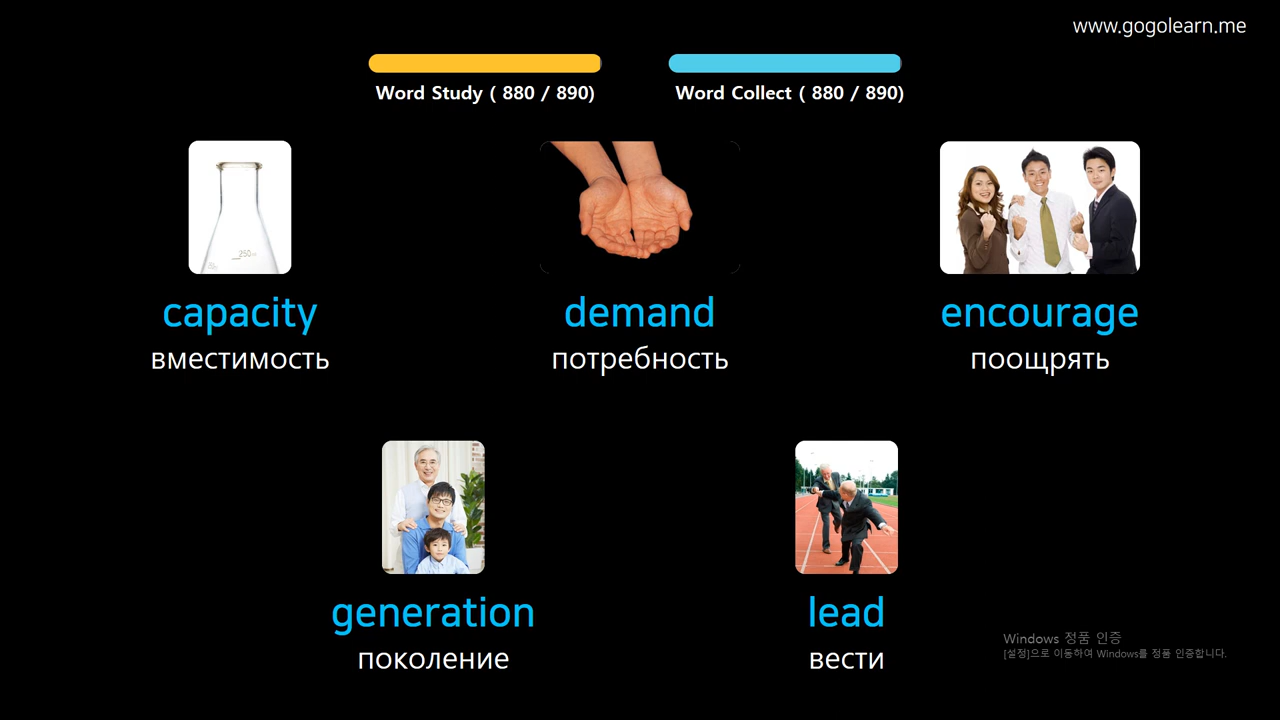 www.gogolearn.me
Word Study ( 880 / 890)
Word Collect ( 880 / 890)
250
capacity
вместимость
demand
потребность
encourage
поощрять
generation
поколение
lead
вести
Windows 정품 인증
[설정]으로 이동하여 Windows를 정품 인증합니다.